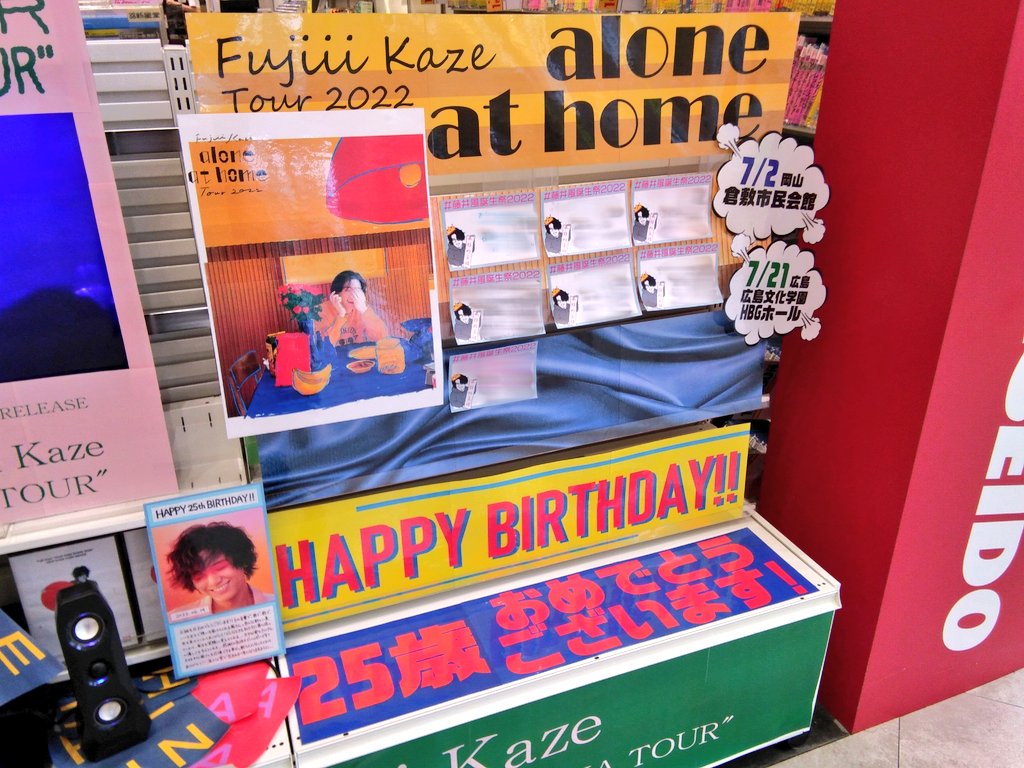 UR"
RELEASE
Kaze
TOUR"
Fujiii Kaze
Tour 2022
alone
at home
Fujii Kaze
alone
at home
Tour 2022
7/2 岡山
倉敷市民会館
7/21 広島
広島文化学園
HBGホール
#藤井風誕生祭2022
#藤井風誕生祭2022
#藤井風誕生祭2022
#藤井風誕生祭2022
#藤井風誕生祭2022
#藤井風誕生祭2022
#藤井風誕生祭2022
HAPPY BIRTHDAY!!
HAPPY 25th BIRTHDAY!!
25歳 おめでとう
ございます!
Kaze
TOUR"
SEIDO